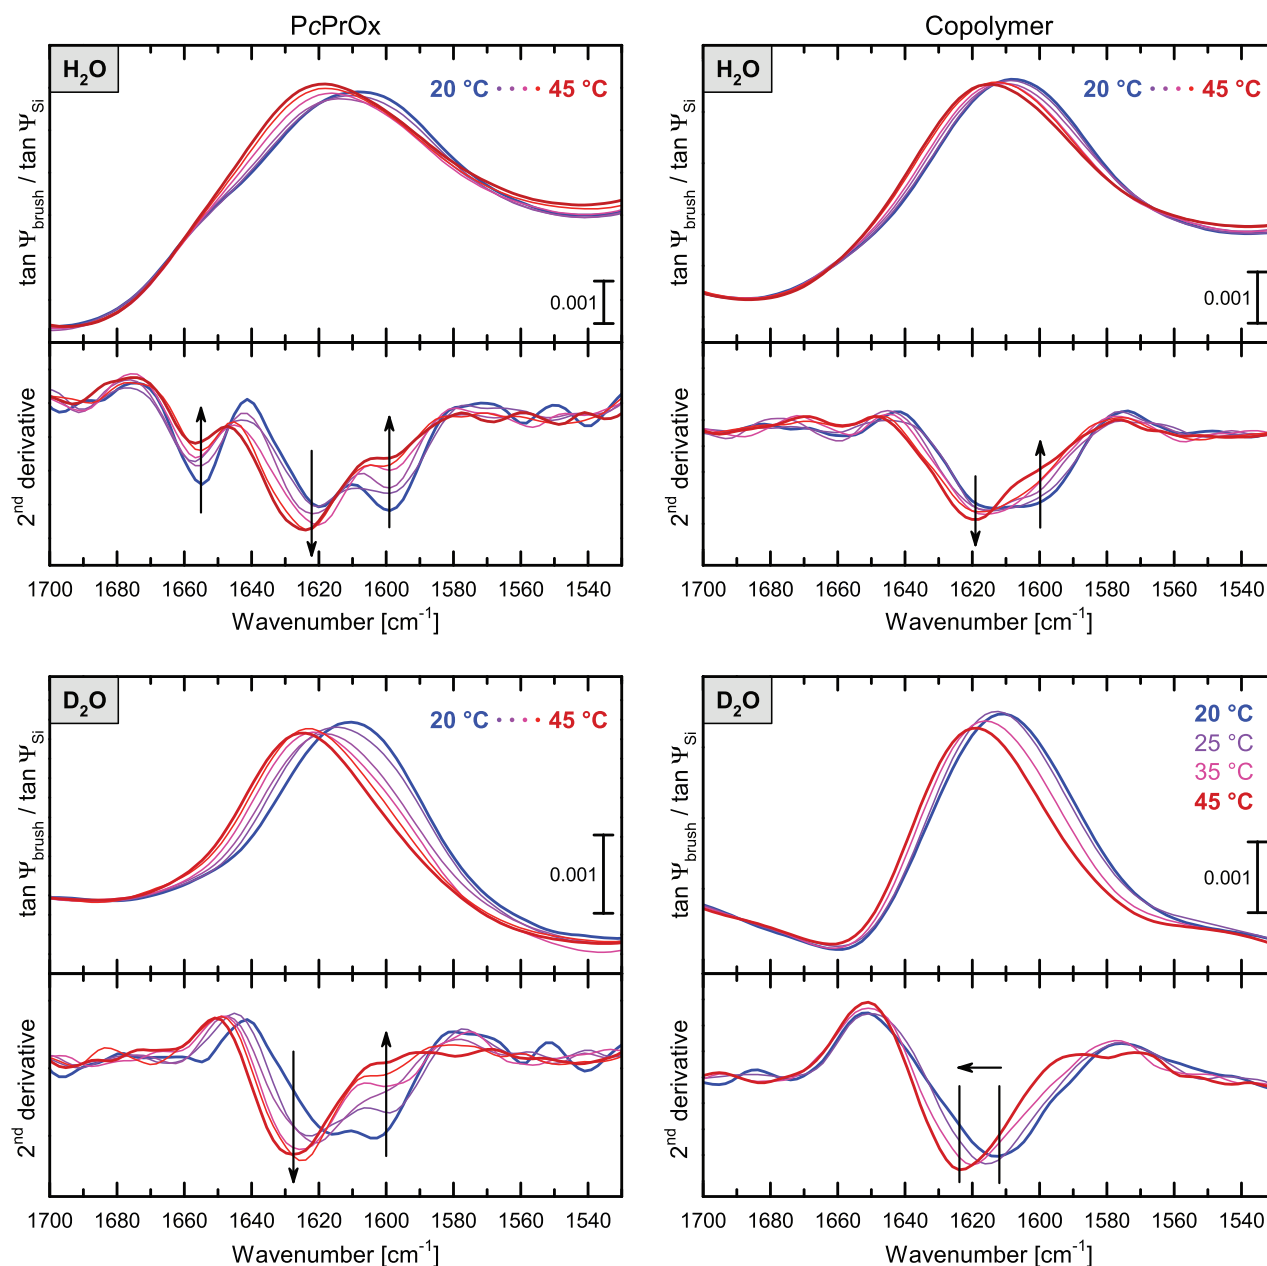 PcPrOx
Copolymer
H2O
20 °C ···· 45 °C
tan Ψbrush / tan ΨSi
0.001
2nd derivative
1700 1680 1660 1640 1620 1600 1580 1560 1540
Wavenumber [cm-1]
H2O
20 °C ···· 45 °C
tan Ψbrush / tan ΨSi
0.001
2nd derivative
1700 1680 1660 1640 1620 1600 1580 1560 1540
Wavenumber [cm-1]
D2O
20 °C ···· 45 °C
tan Ψbrush / tan ΨSi
0.001
2nd derivative
1700 1680 1660 1640 1620 1600 1580 1560 1540
Wavenumber [cm-1]
D2O
20 °C
25 °C
35 °C
45 °C
tan Ψbrush / tan ΨSi
0.001
2nd derivative
1700 1680 1660 1640 1620 1600 1580 1560 1540
Wavenumber [cm-1]